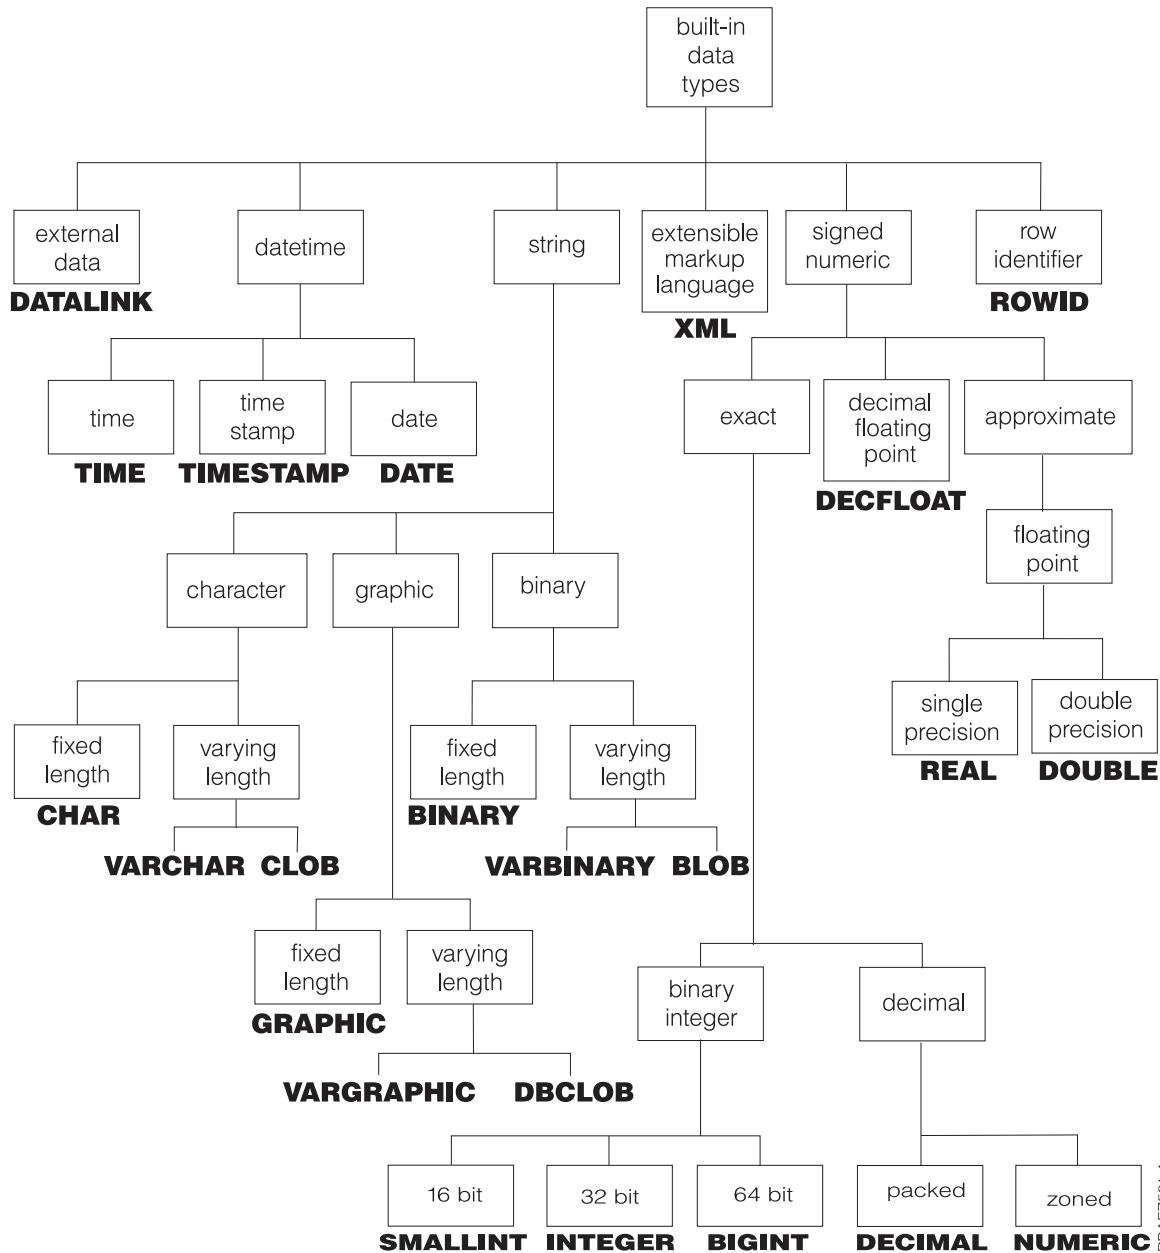 built-in
data
types
external
data
DATALINK
datetime
string
extensible
markup
language
XML
signed
numeric
row
identifier
ROWID
time
TIME
time
stamp
TIMESTAMP
date
DATE
exact
decimal
floating
point
DECFLOAT
approximate
floating
point
character
graphic
binary
single
precision
REAL
double
precision
DOUBLE
fixed
length
CHAR
varying
length
VARCHAR CLOB
fixed
length
BINARY
varying
length
VARBINARY BLOB
fixed
length
GRAPHIC
varying
length
VARGRAPHIC DBCLOB
binary
integer
decimal
16 bit
SMALLINT
32 bit
INTEGER
64 bit
BIGINT
packed
DECIMAL
zoned
NUMERIC